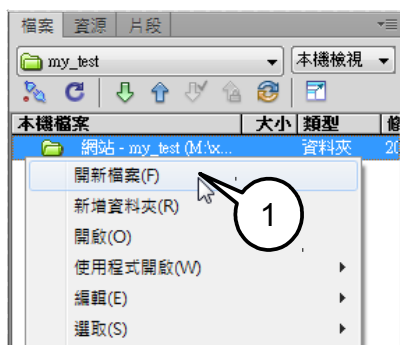 檔案 資源 片段
my_test 本機檢視
本機檔案 大小 類型
網站 - my_test (M:\x... 資料夾 20
開新檔案(F)
1
新增資料夾(R)
開啟(O)
使用程式開啟(W)
編輯(E)
選取(S)